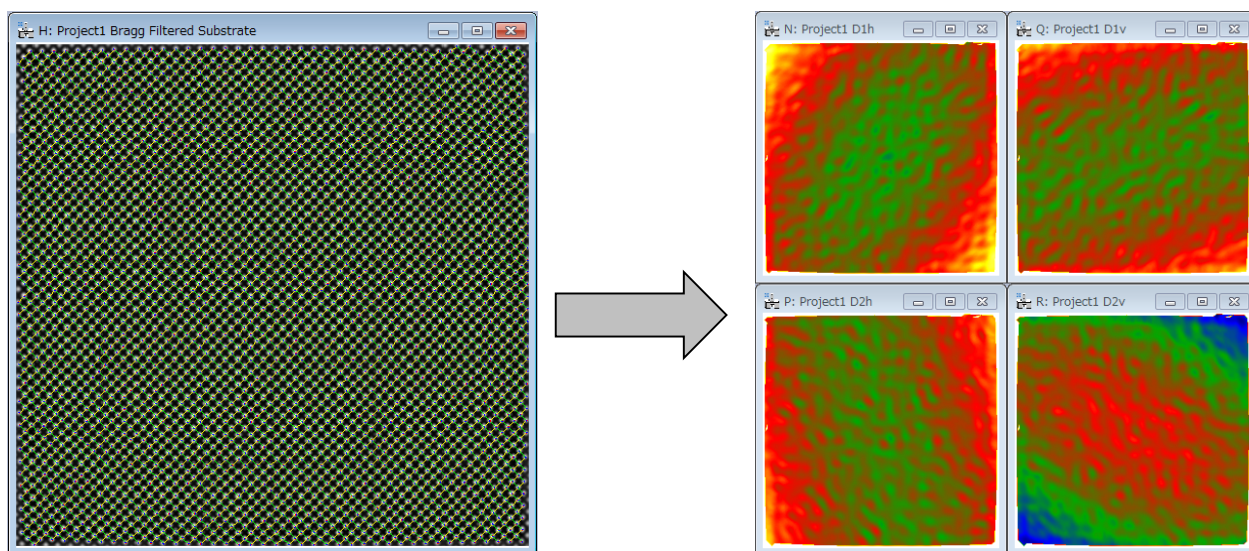 H: Project1 Bragg Filtered Substrate
N: Project1 D1h
Q: Project1 D1v
P: Project1 D2h
R: Project1 D2v